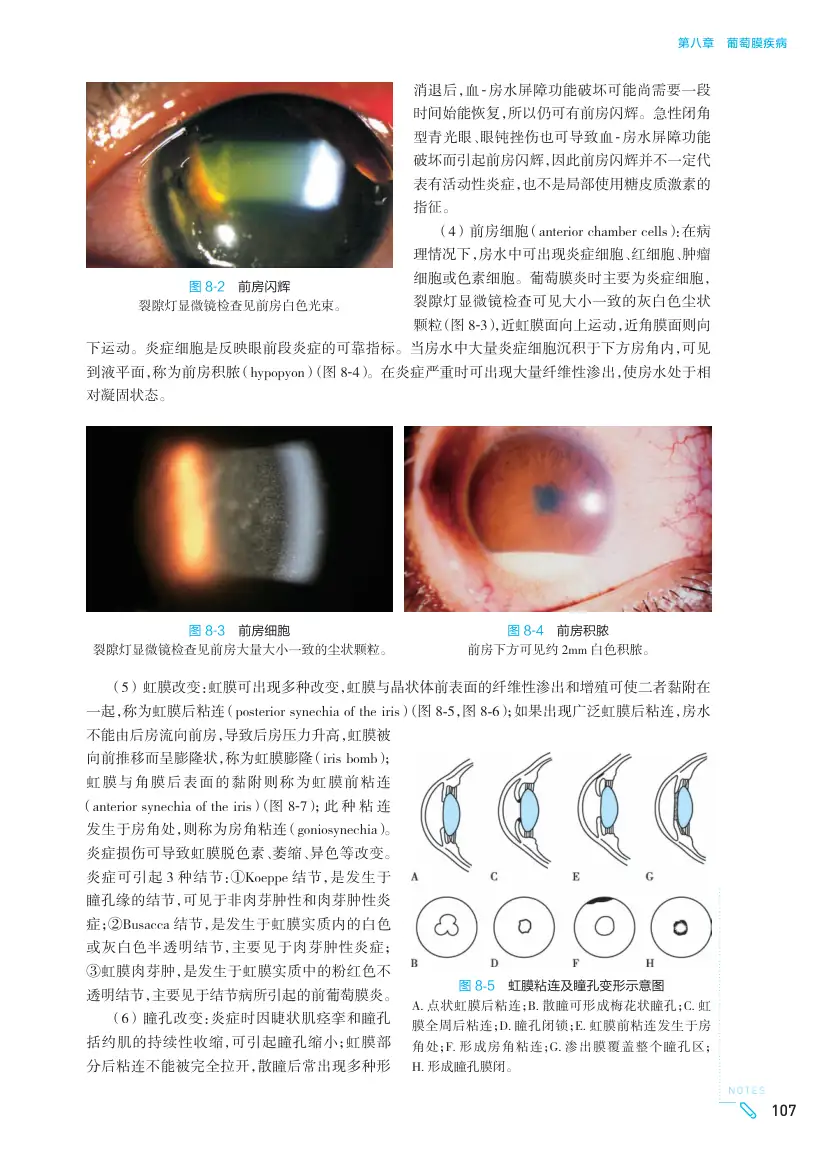 第八章 葡萄膜疾病
消退后,血-房水屏障功能破坏可能尚需要一段
时间始能恢复,所以仍可有前房闪辉。急性闭角
型青光眼、眼钝挫伤也可导致血-房水屏障功能
破坏而引起前房闪辉,因此前房闪辉并不一定代
表有活动性炎症,也不是局部使用糖皮质激素的
指征。
(4)前房细胞(anterior chamber cells):在病
理情况下,房水中可出现炎症细胞、红细胞、肿瘤
细胞或色素细胞。葡萄膜炎时主要为炎症细胞,
裂隙灯显微镜检查可见大小一致的灰白色尘状
颗粒(图 8-3),近虹膜面向上运动,近角膜面则向
图 8-2 前房闪辉
裂隙灯显微镜检查见前房白色光束。
下运动。炎症细胞是反映眼前段炎症的可靠指标。当房水中大量炎症细胞沉积于下方房角内,可见
到液平面,称为前房积脓(hypopyon)(图 8-4)。在炎症严重时可出现大量纤维性渗出,使房水处于相
对凝固状态。
图 8-3 前房细胞
裂隙灯显微镜检查见前房大量大小一致的尘状颗粒。
图 8-4 前房积脓
前房下方可见约 2mm 白色积脓。
(5)虹膜改变:虹膜可出现多种改变,虹膜与晶状体前表面的纤维性渗出和增殖可使二者黏附在
一起,称为虹膜后粘连(posterior synechia of the iris)(图 8-5,图 8-6);如果出现广泛虹膜后粘连,房水
不能由后房流向前房,导致后房压力升高,虹膜被
向前推移而呈膨隆状,称为虹膜膨隆(iris bomb);
虹膜与角膜后表面的黏附则称为虹膜前粘连
(anterior synechia of the iris)(图 8-7);此种粘连
发生于房角处,则称为房角粘连(goniosynechia)。
炎症损伤可导致虹膜脱色素、萎缩、异色等改变。
炎症可引起 3 种结节:①Koeppe 结节,是发生于
瞳孔缘的结节,可见于非肉芽肿性和肉芽肿性炎
症;②Busacca 结节,是发生于虹膜实质内的白色
或灰白色半透明结节,主要见于肉芽肿性炎症;
③虹膜肉芽肿,是发生于虹膜实质中的粉红色不
透明结节,主要见于结节病所引起的前葡萄膜炎。
(6)瞳孔改变:炎症时因睫状肌痉挛和瞳孔
括约肌的持续性收缩,可引起瞳孔缩小;虹膜部
分后粘连不能被完全拉开,散瞳后常出现多种形
A C E G
B D F H
图 8-5 虹膜粘连及瞳孔变形示意图
A. 点状虹膜后粘连;B. 散瞳可形成梅花状瞳孔;C. 虹
膜全周后粘连;D. 瞳孔闭锁;E. 虹膜前粘连发生于房
角处;F. 形成房角粘连;G. 渗出膜覆盖整个瞳孔区;
H. 形成瞳孔膜闭。
NOTES
107